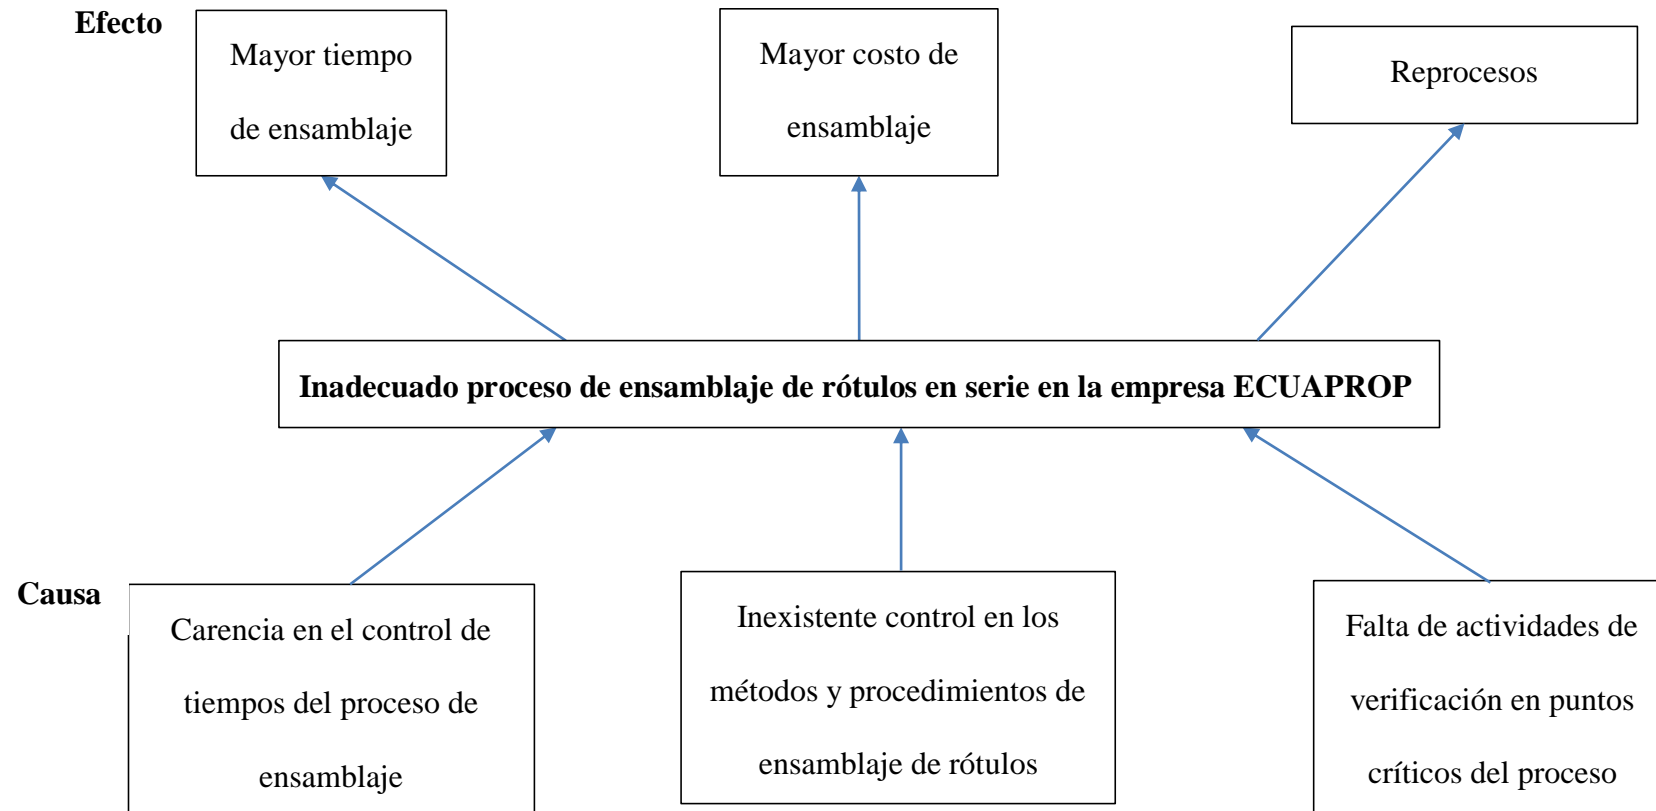 Efecto
Mayor tiempo
de ensamblaje
Mayor costo de
ensamblaje
Reprocesos
Inadecuado proceso de ensamblaje de rótulos en serie en la empresa ECUAPROP
Causa
Carencia en el control de
tiempos del proceso de
ensamblaje
Inexistente control en los
métodos y procedimientos de
ensamblaje de rótulos
Falta de actividades de
verificación en puntos
críticos del proceso